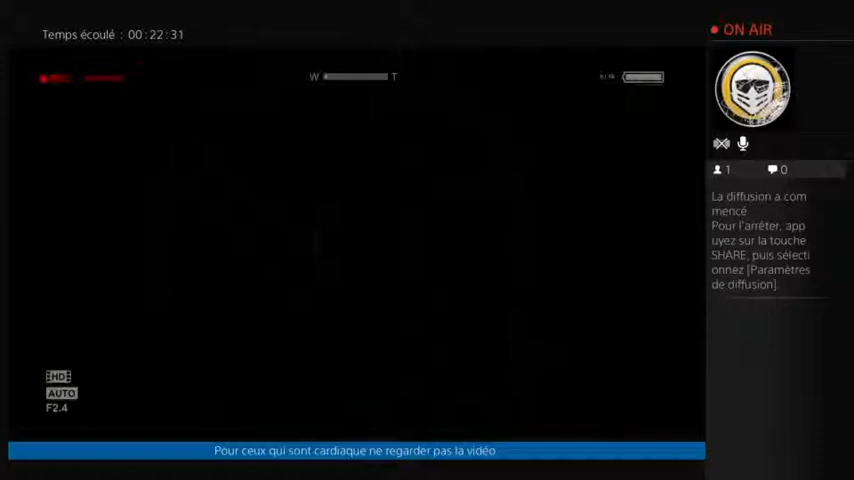 Temps écoulé : 00:22:31
ON AIR
REC
W T
1
0
La diffusion a com
mencé
Pour l'arrêter, app
uyez sur la touche
SHARE, puis sélecti
onnez [Paramètres
de diffusion].
HD
AUTO
F2.4
Pour ceux qui sont cardiaque ne regarder pas la vidéo